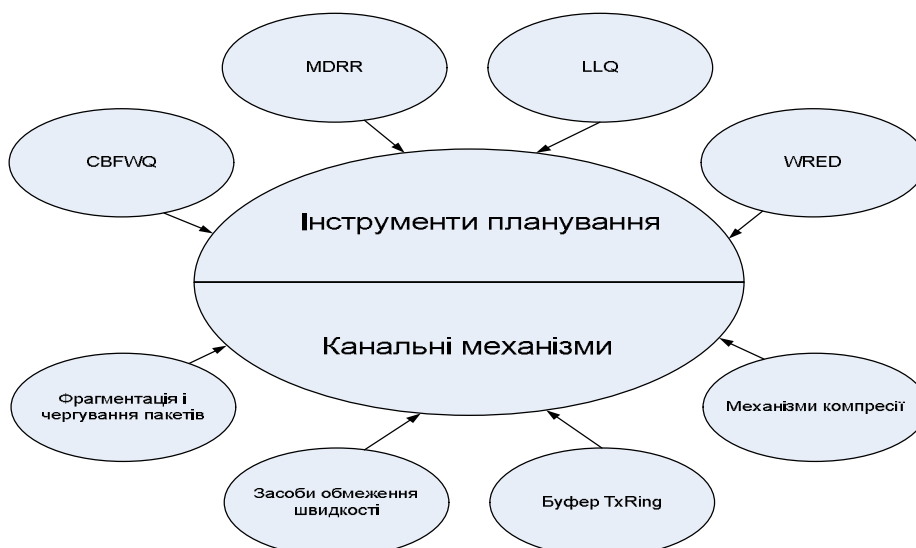 MDRR
LLQ
CBFWQ
WRED
Інструменти планування
Канальні механізми
Фрагментація і
чергування пакетів
Механізми компресії
Засоби обмеження
швидкості
Буфер TxRing